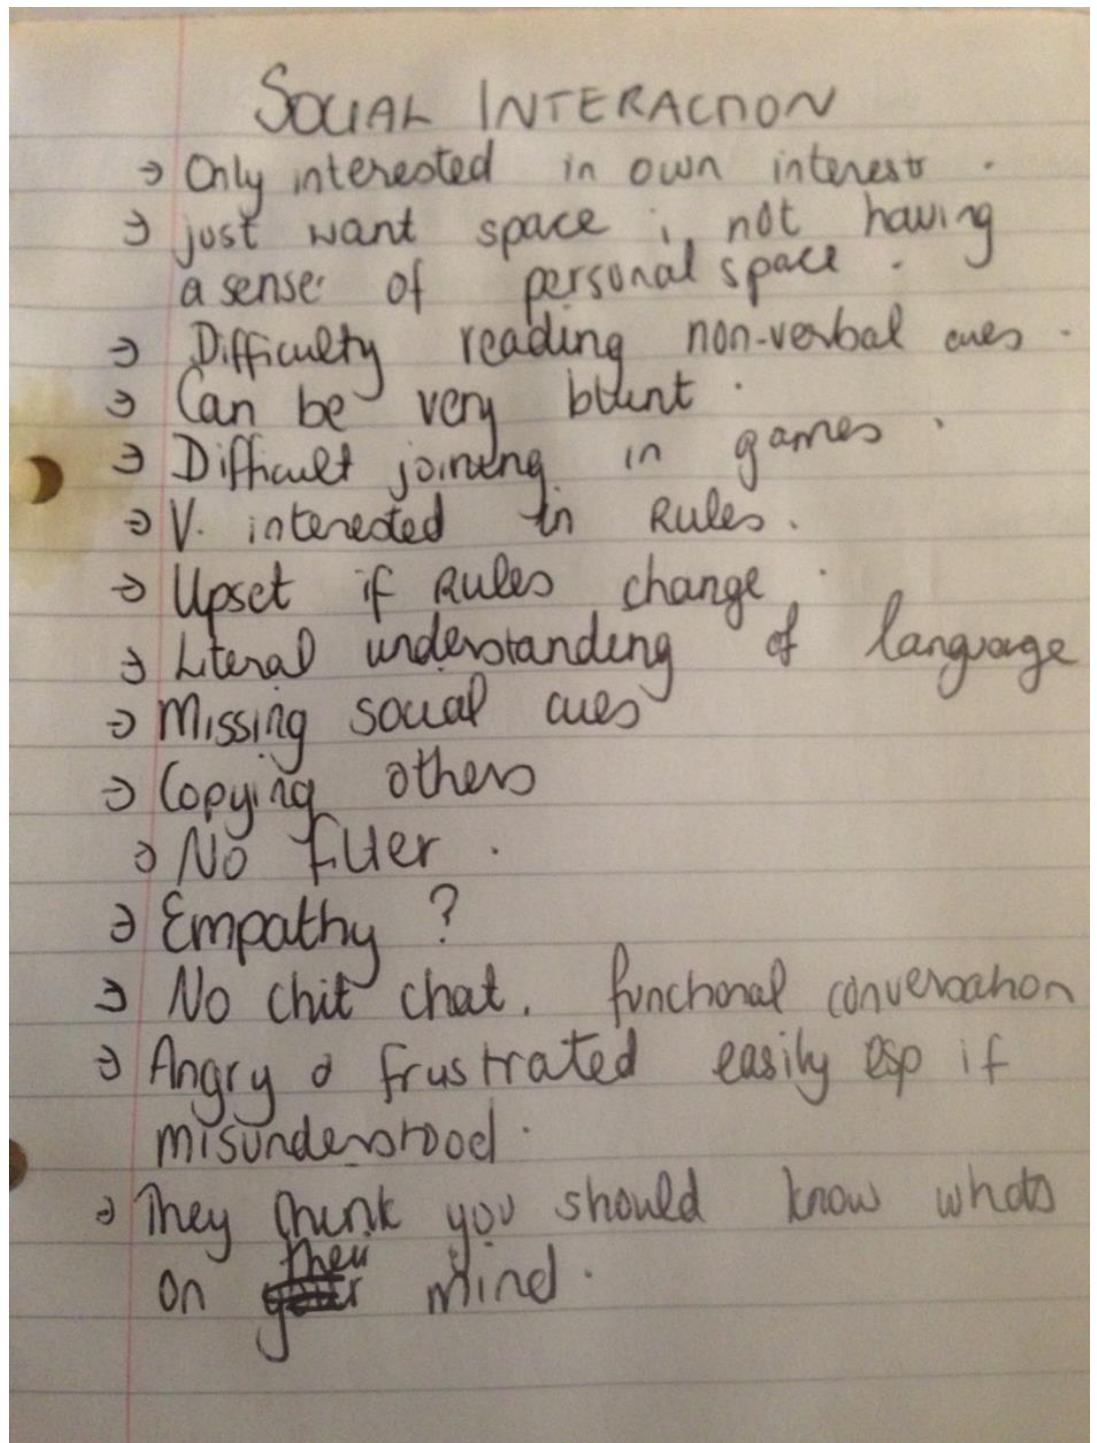 SOCIAL INTERACTION
→ Only interested in own interests .
→ just want space ; not having
a sense of personal space .
→ Difficulty reading non-verbal cues .
→ Can be very blunt .
→ Difficult joining in games .
→ V. interested in Rules .
→ Upset if Rules change .
→ Literal understanding of language
→ Missing social cues
→ Copying others
→ No filter .
→ Empathy ?
→ No chit chat . functional conversation
→ Angry & frustrated easily esp if
misunderstood .
→ They think you should know whats
on their mind .